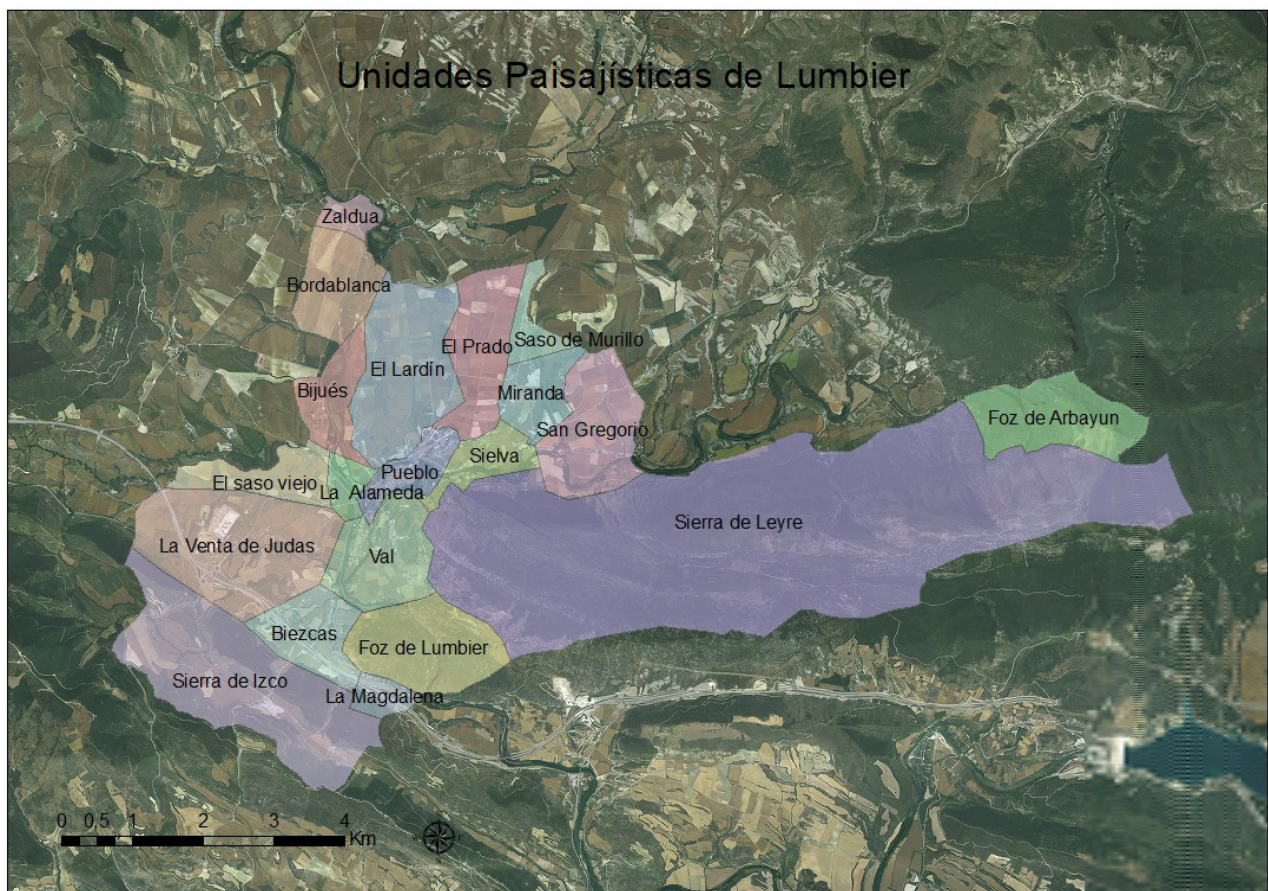 Unidades Paisajísticas de Lumbier
Zaldua
Bordablanca
Saso de Murillo
El Prado
El Lardín
Bijués
Miranda
Foz de Arbayun
San Gregorio
Sielva
Pueblo
El saso viejo
La Alameda
Sierra de Leyre
La Venta de Judas
Val
Biezcas
Foz de Lumbier
Sierra de Izco
La Magdalena
0 0,5 1 2 3 4
Km